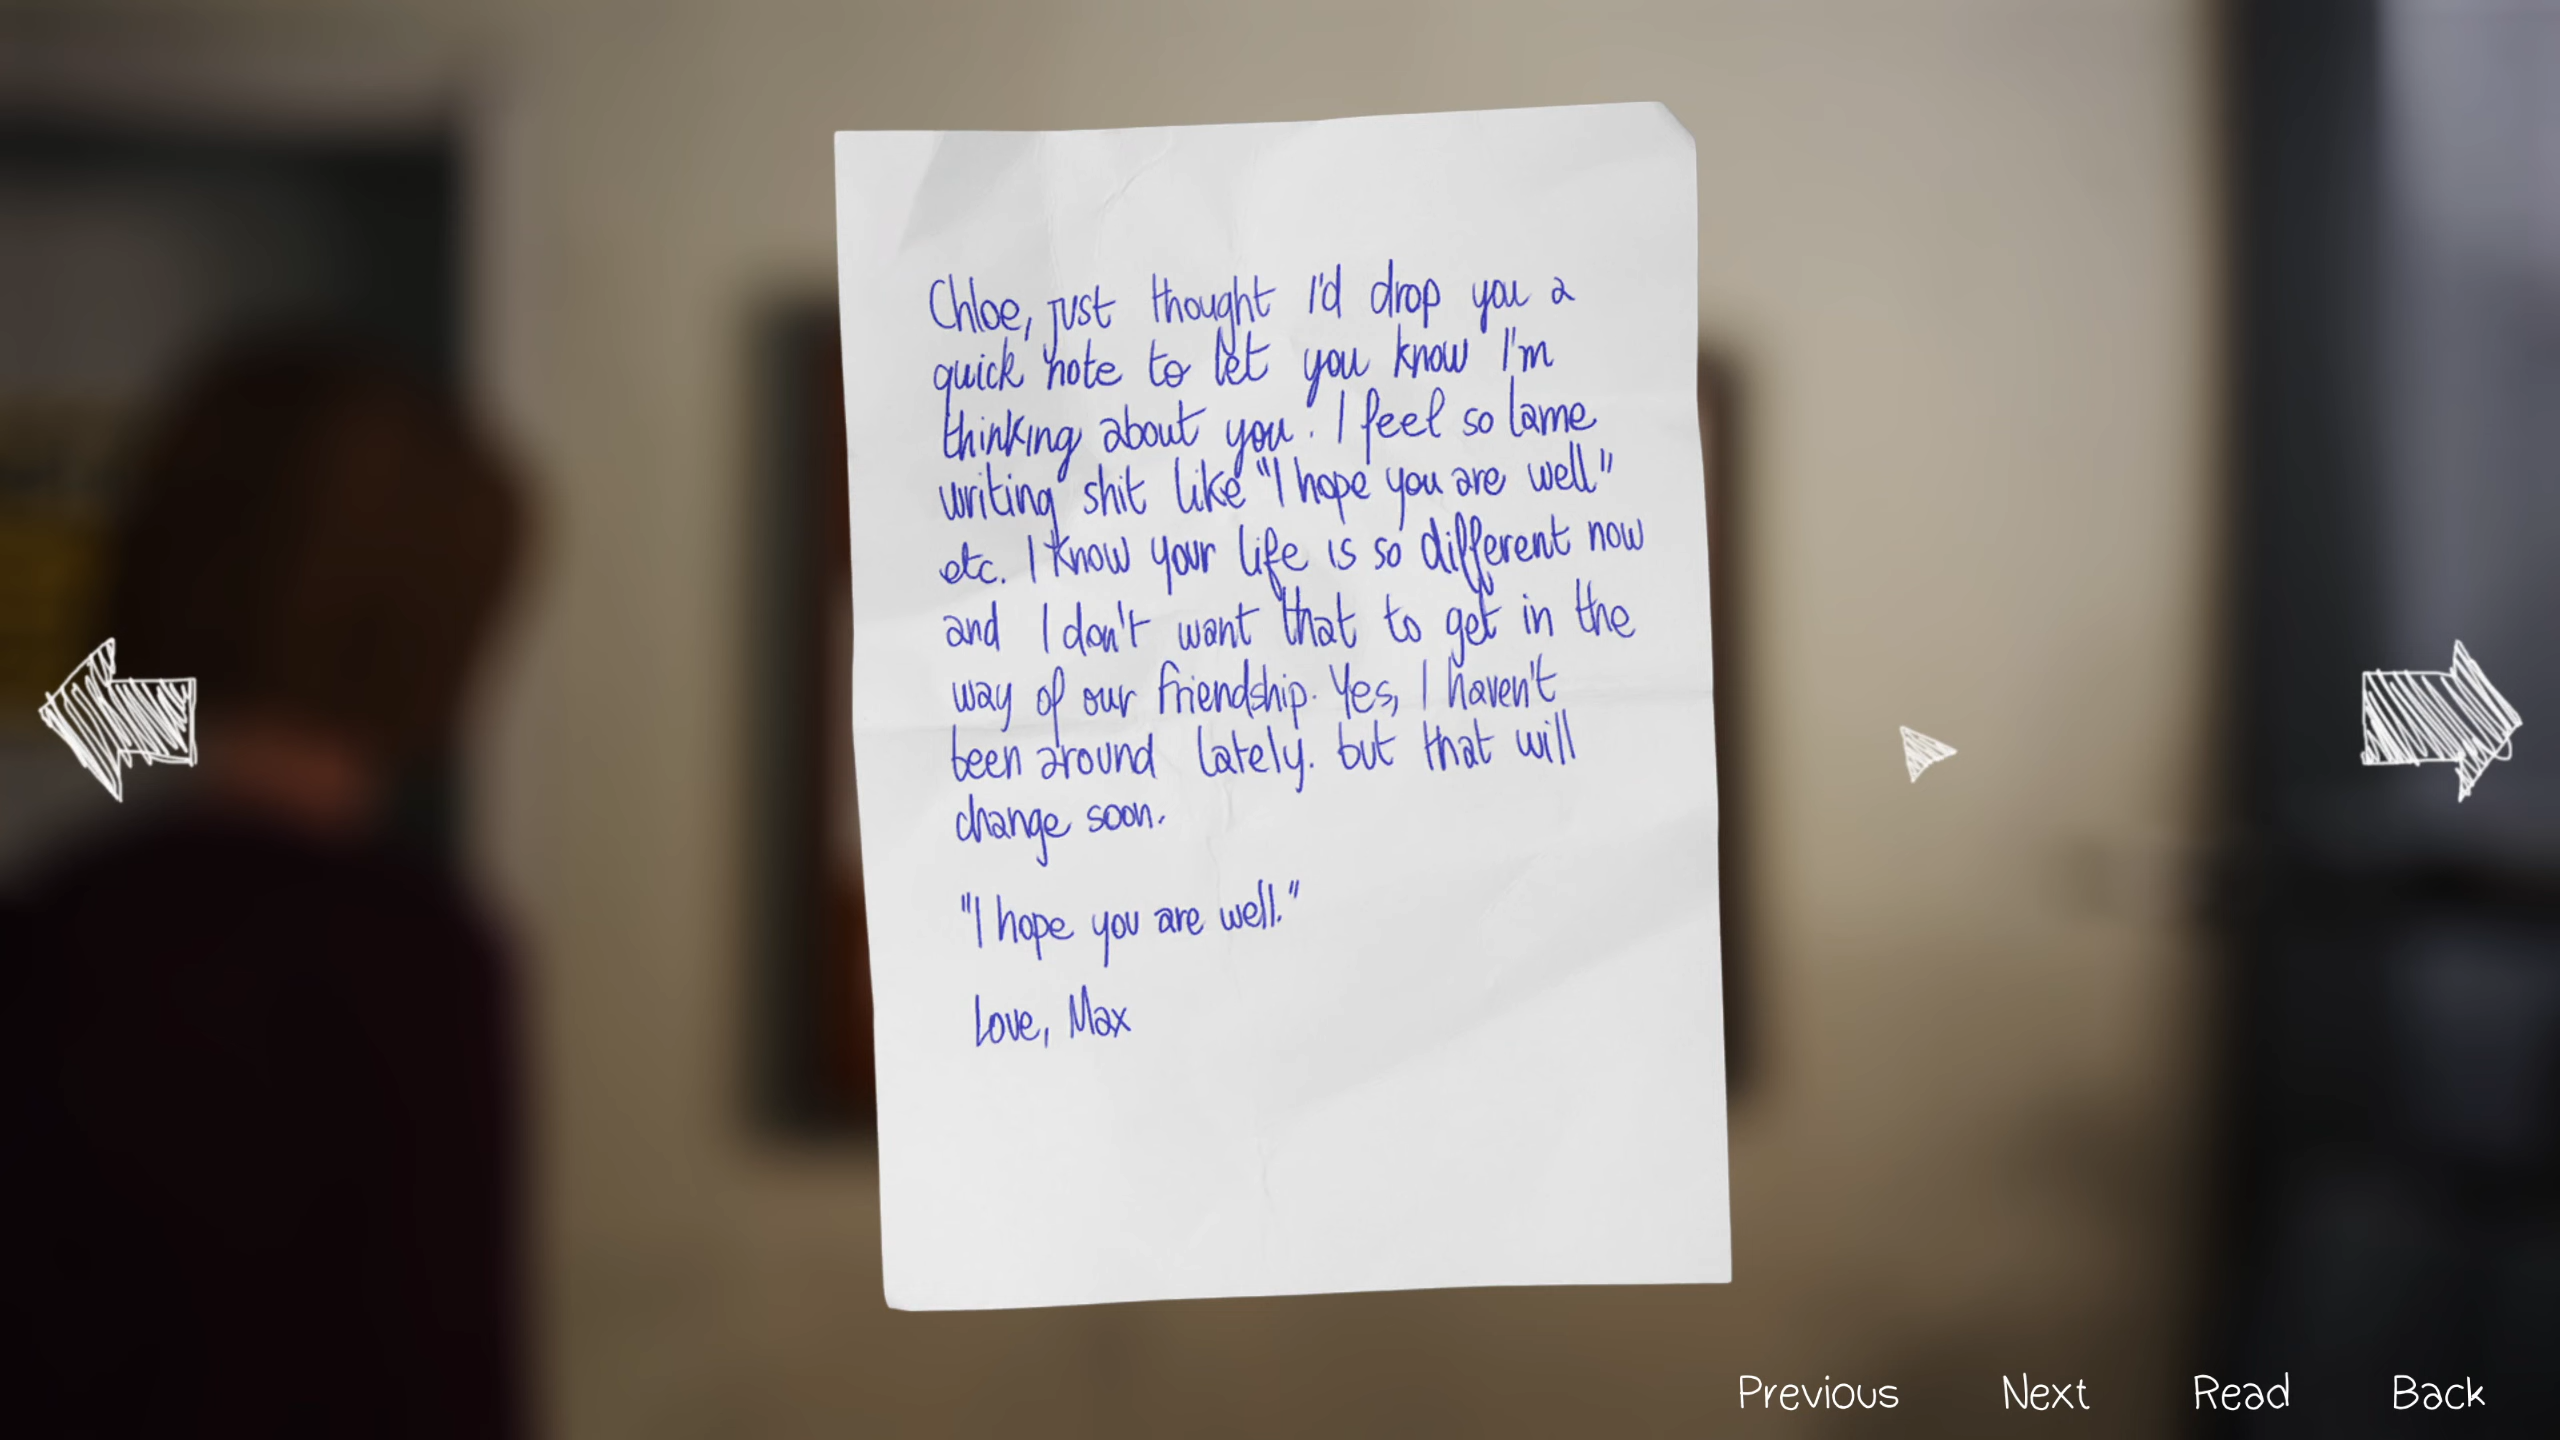 Chloe, just thought I'd drop you a
quick note to let you know I'm
thinking about you. I feel so lame
writing shit like "I hope you are well"
etc. I know your life is so different now
and I don't want that to get in the
way of our friendship. Yes, I haven't
been around lately. but that will
change soon.
"I hope you are well."
Love, Max
Previous Next Read Back